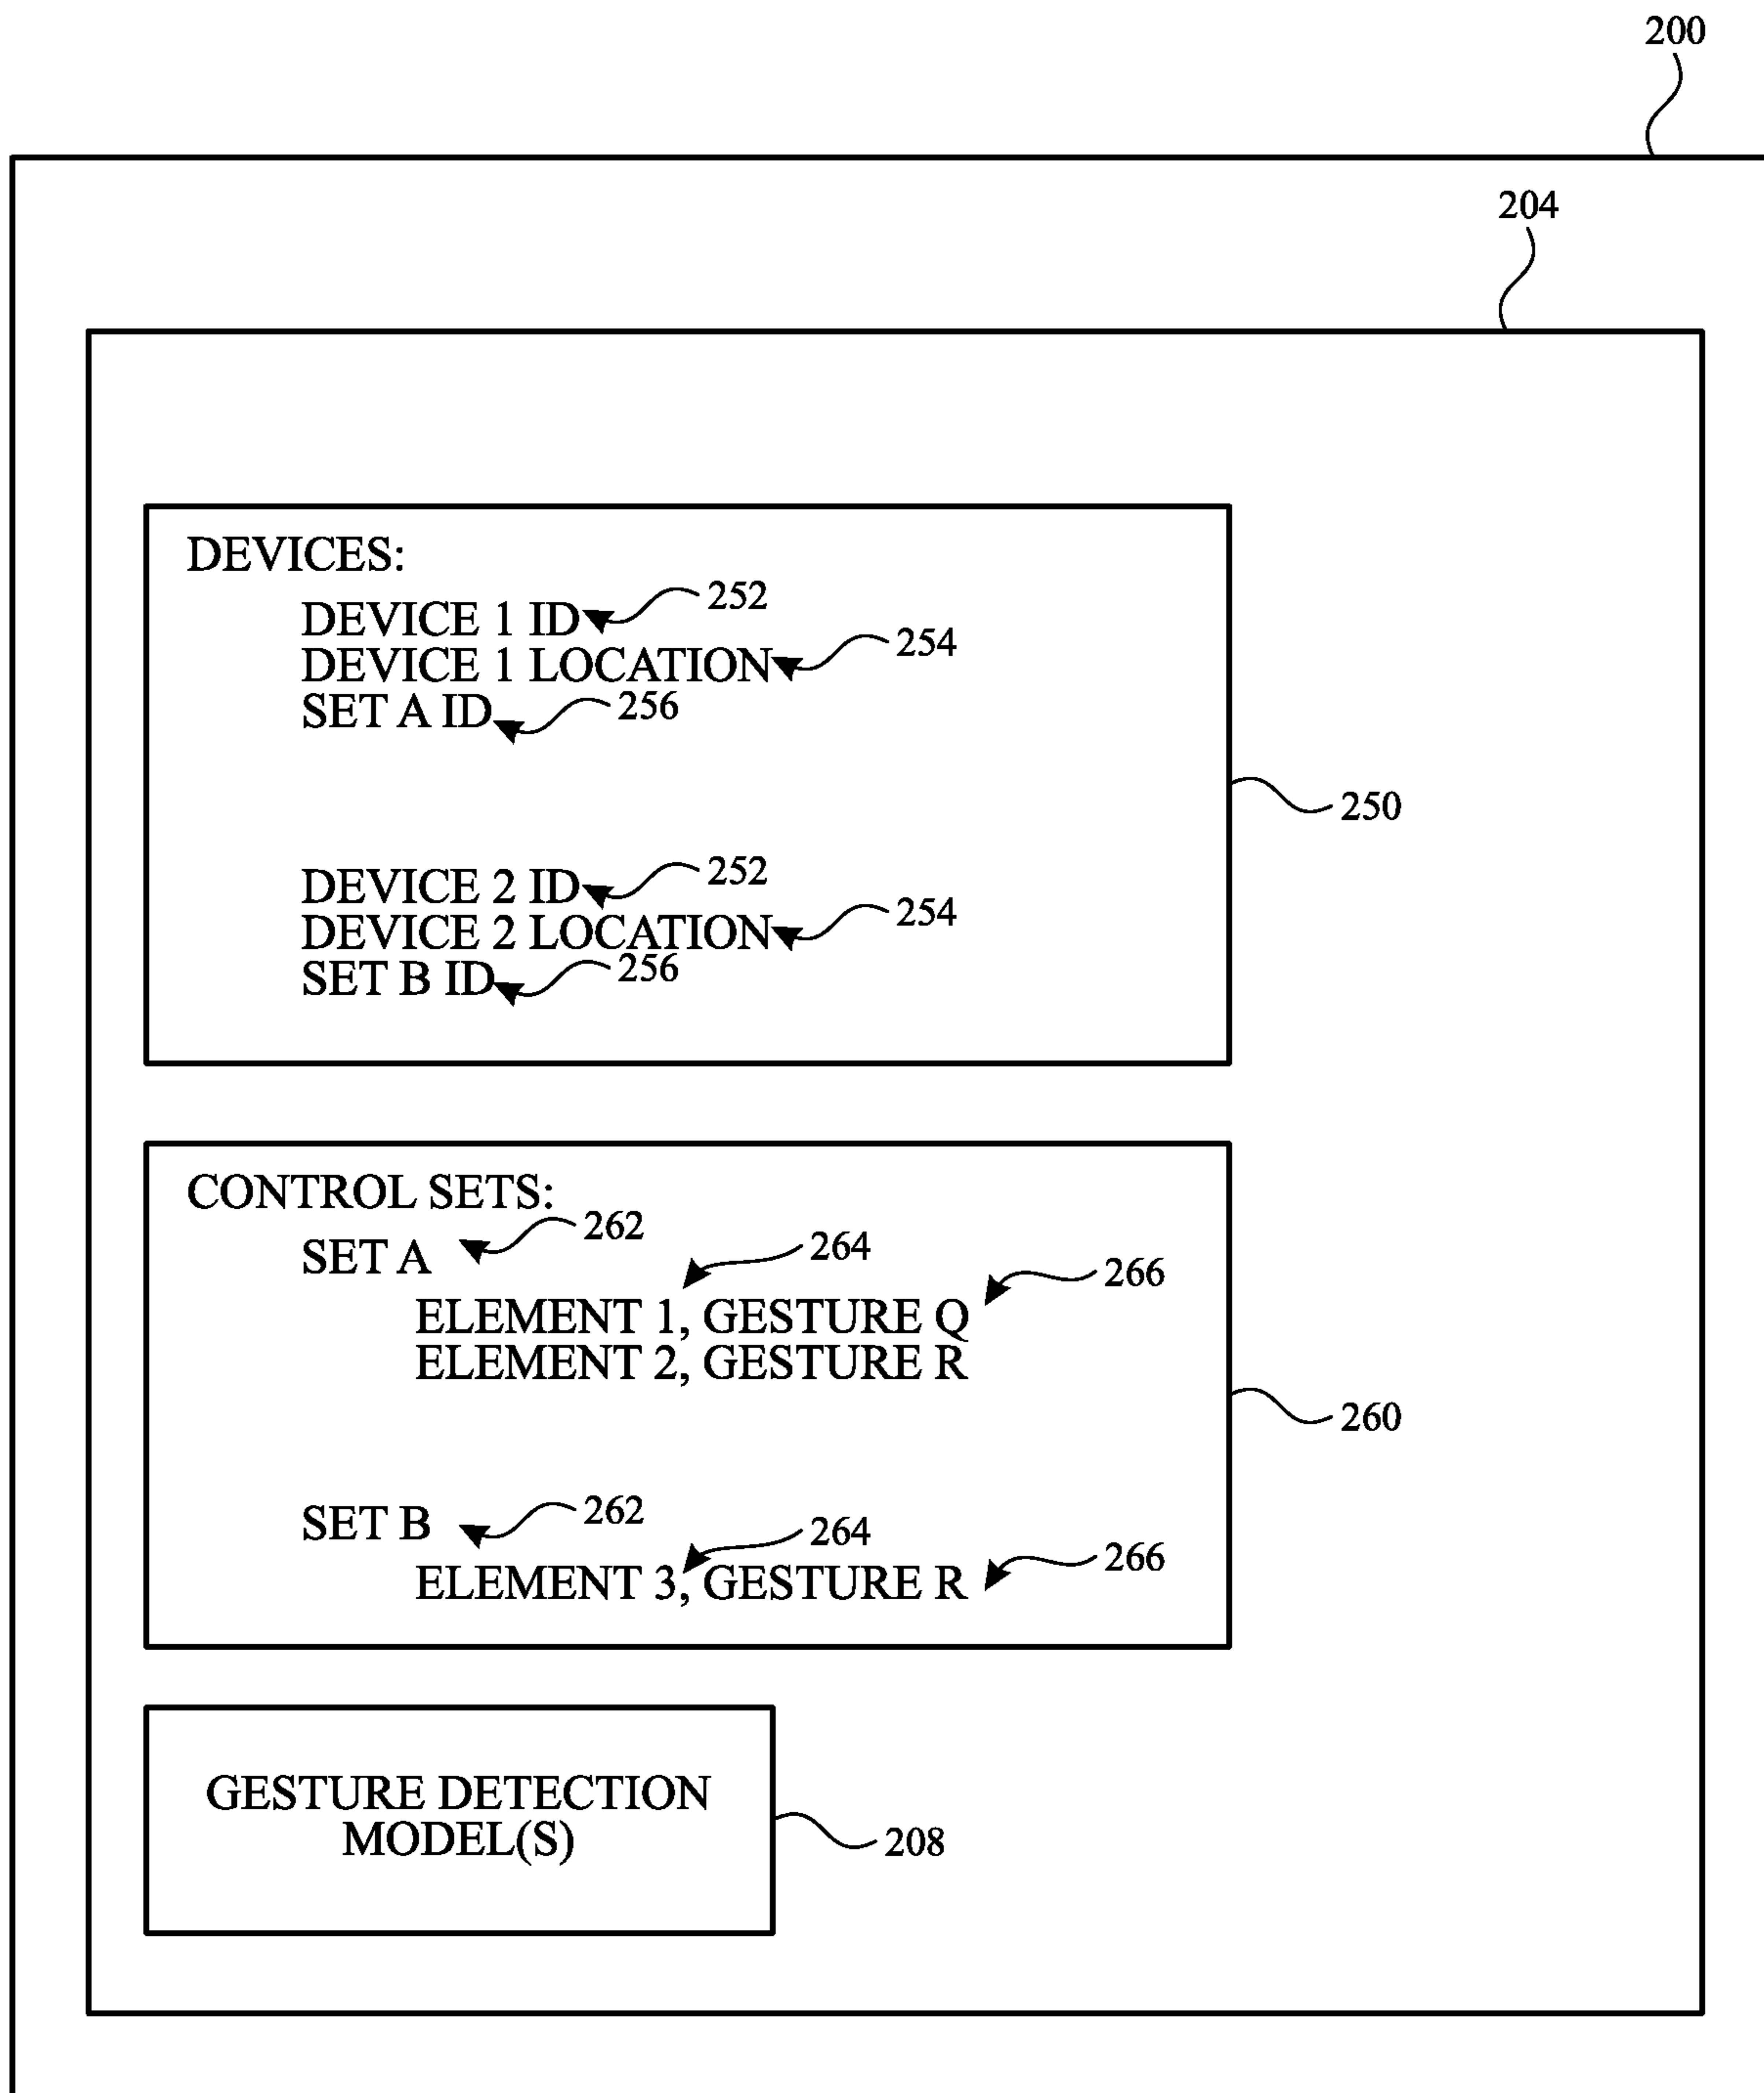 200
204
DEVICES:
DEVICE 1 ID 252
DEVICE 1 LOCATION 254
SET A ID 256
250
DEVICE 2 ID 252
DEVICE 2 LOCATION 254
SET B ID 256
CONTROL SETS:
SET A 262
264
266
ELEMENT 1, GESTURE Q
ELEMENT 2, GESTURE R
260
SET B 262
264
266
ELEMENT 3, GESTURE R
GESTURE DETECTION
MODEL(S)
208